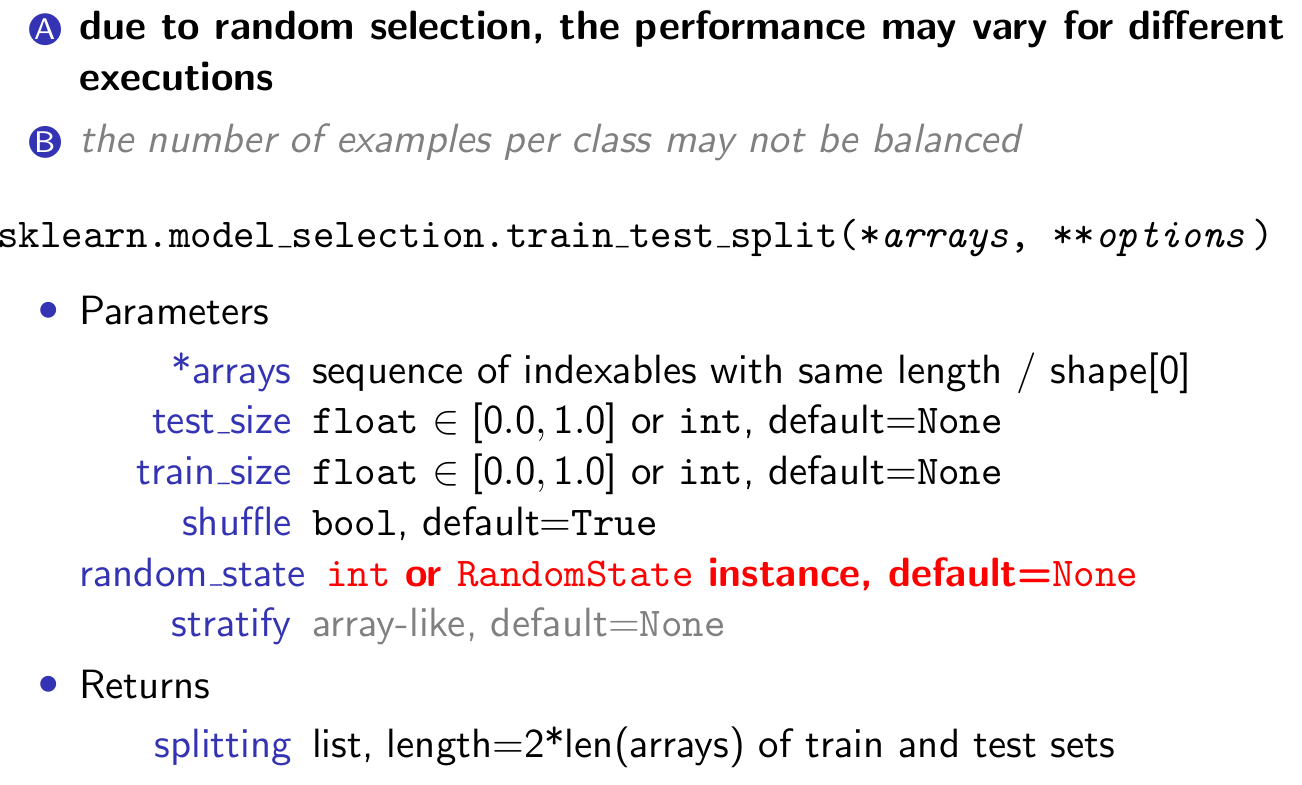 A due to random selection, the performance may vary for different
executions
B the number of examples per class may not be balanced
sklearn.model_selection.train_test_split(*arrays, **options)
• Parameters
*arrays sequence of indexables with same length / shape[0]
test_size float ∈ [0.0, 1.0] or int, default=None
train_size float ∈ [0.0, 1.0] or int, default=None
shuffle bool, default=True
random_state int or RandomState instance, default=None
stratify array-like, default=None
• Returns
splitting list, length=2*len(arrays) of train and test sets